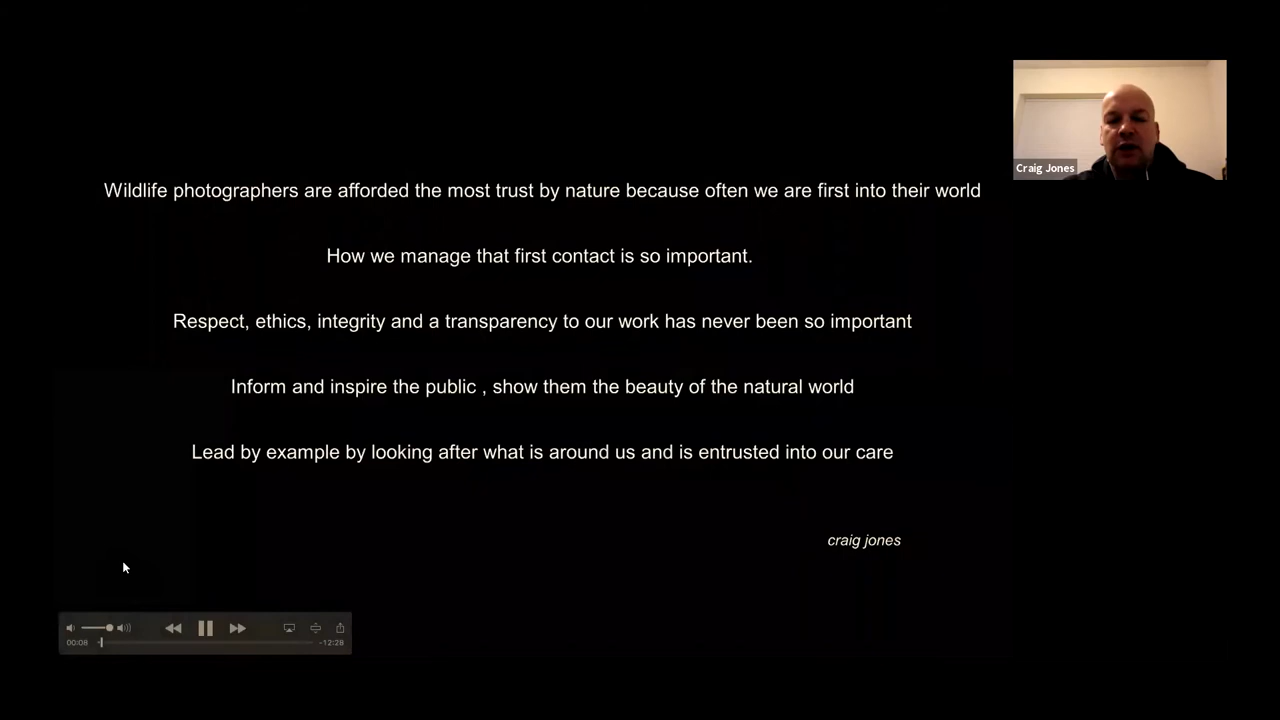 Wildlife photographers are afforded the most trust by nature because often we are first into their world
Craig Jones
How we manage that first contact is so important.
Respect, ethics, integrity and a transparency to our work has never been so important
Inform and inspire the public , show them the beauty of the natural world
Lead by example by looking after what is around us and is entrusted into our care
craig jones
00:08
-12:28